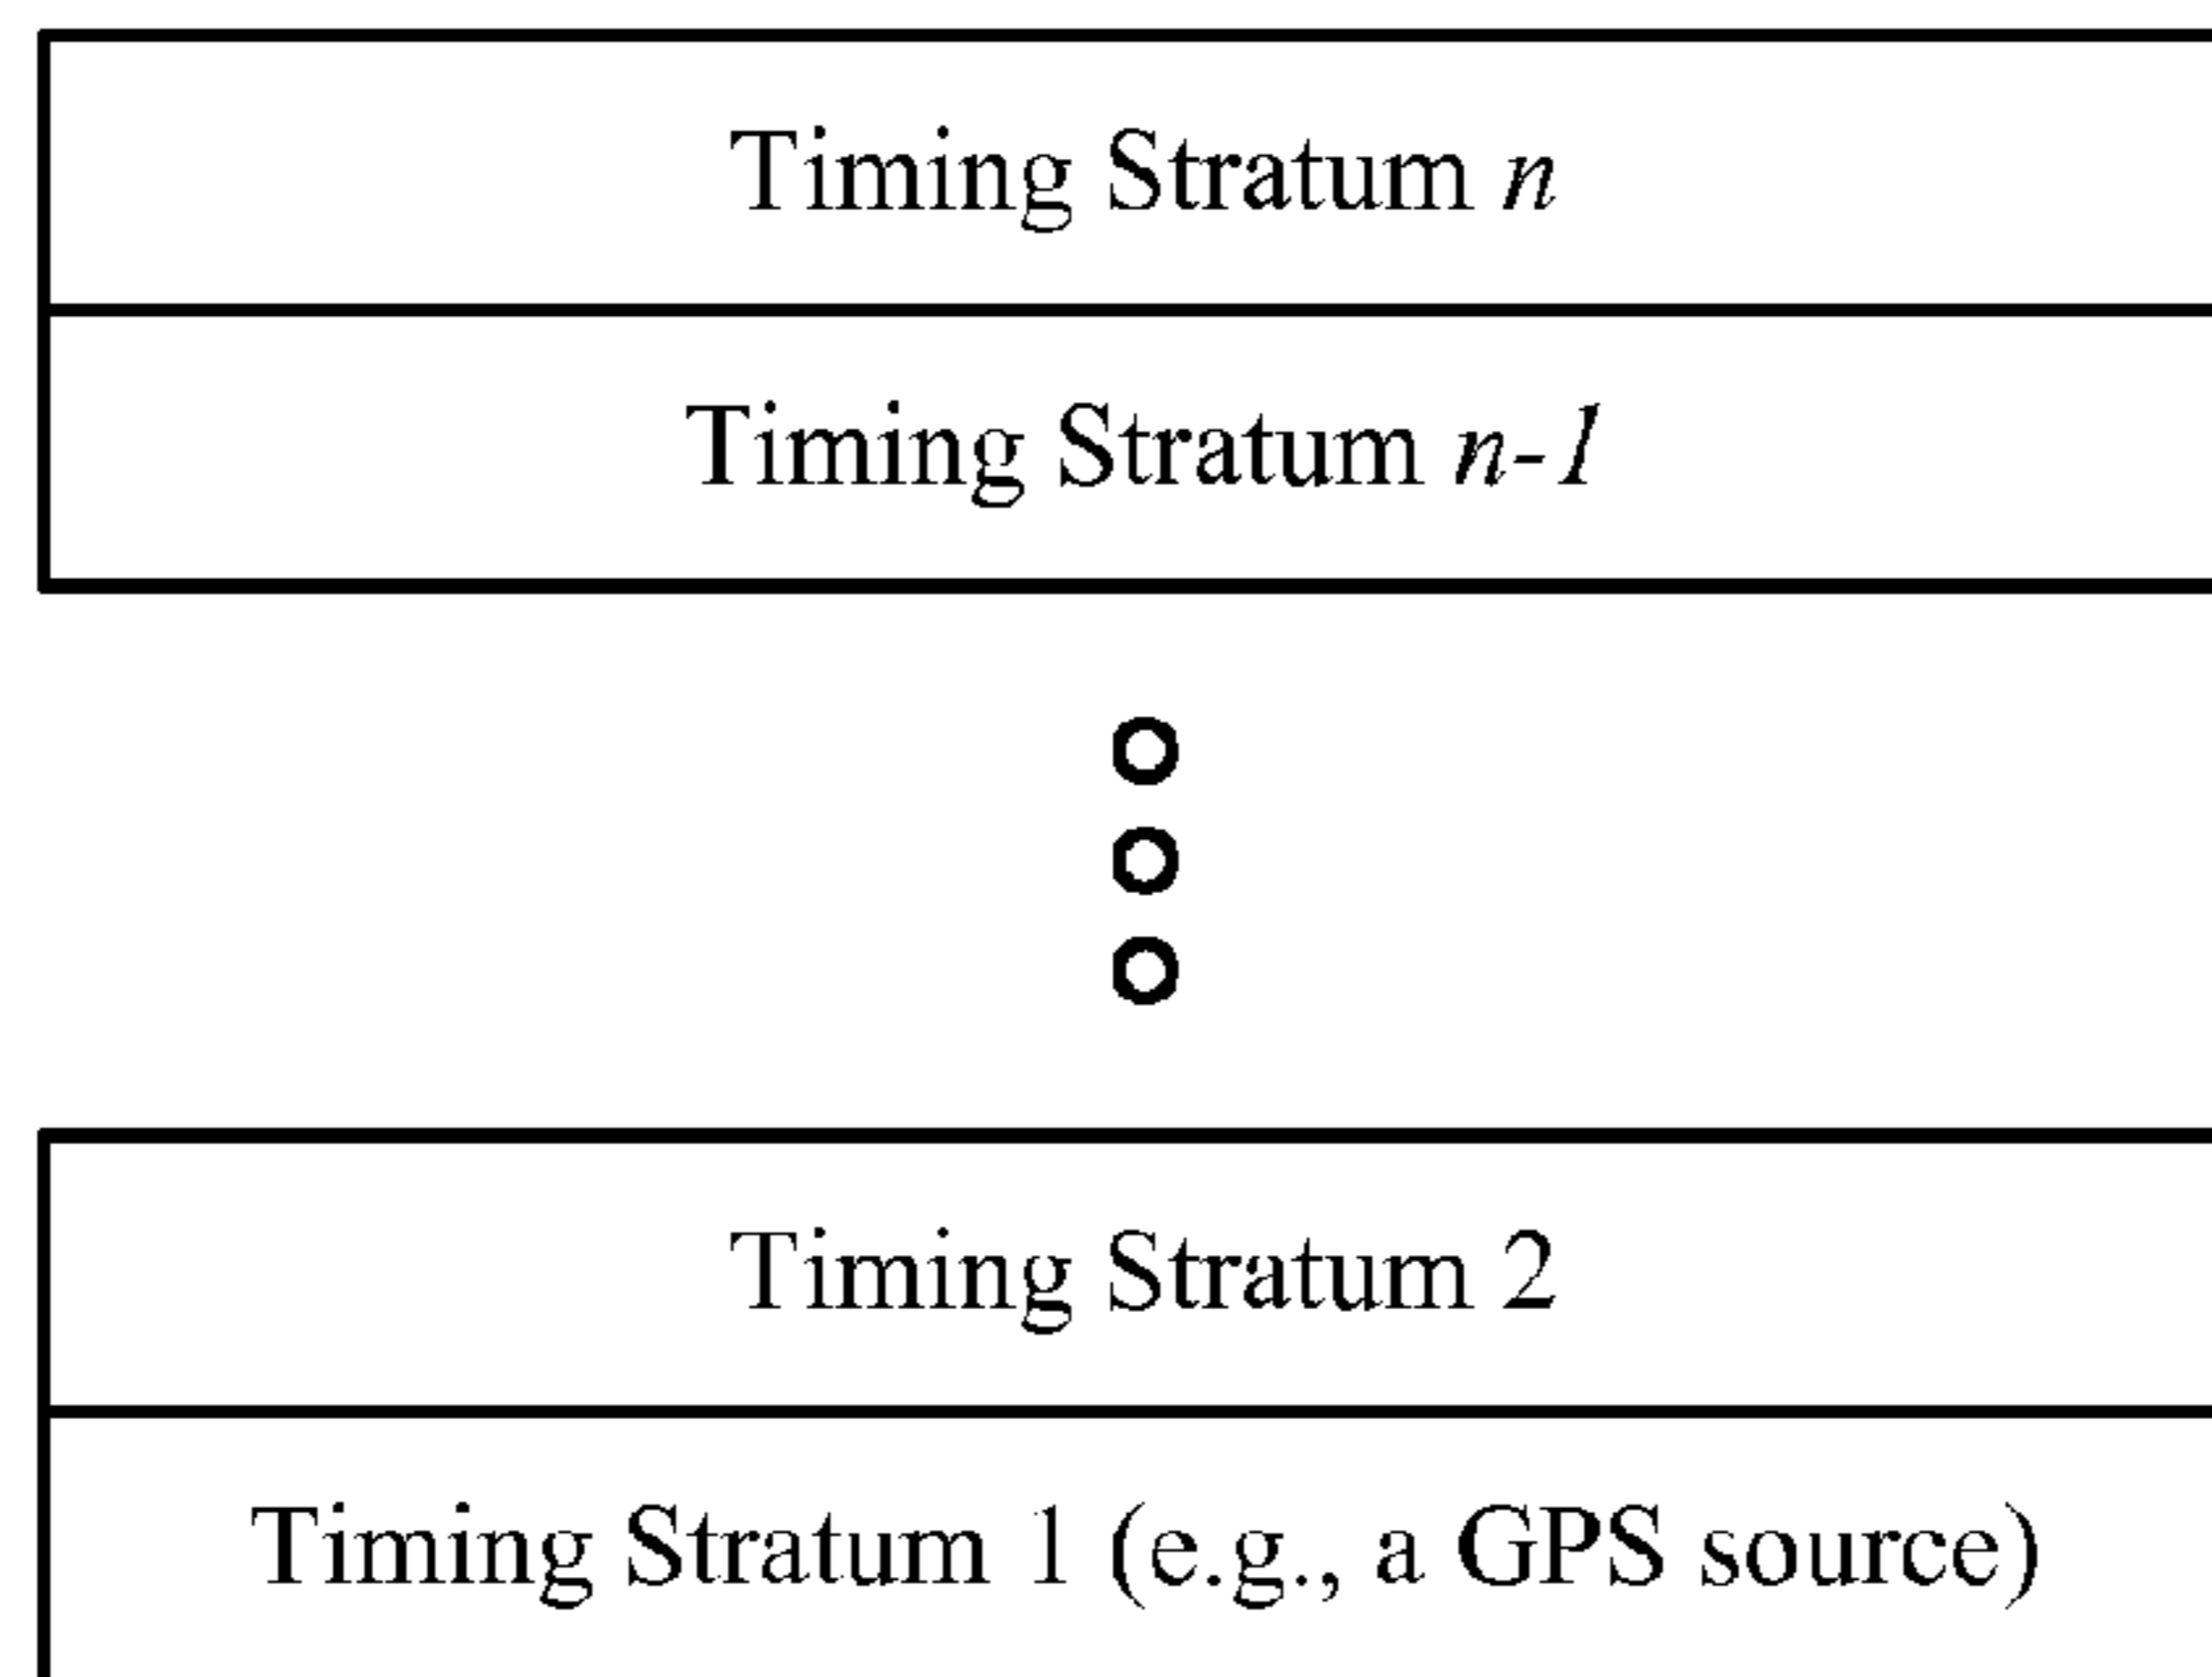 Timing Stratum n
Timing Stratum n-1
Timing Stratum 2
Timing Stratum 1 (e.g., a GPS source)